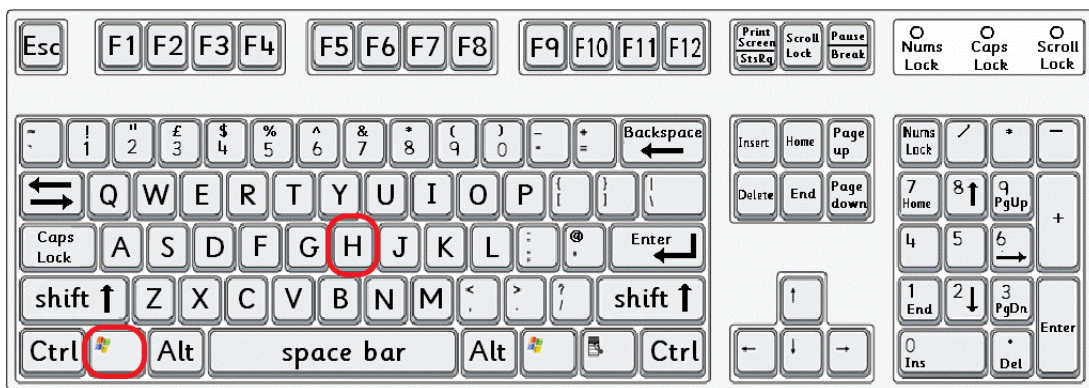 Esc F1 F2 F3 F4 F5 F6 F7 F8 F9 F10 F11 F12 Print Screen StsRq Scroll Lock Pause Break Nums Lock Caps Lock Scroll Lock
~ ` ! 1 " 2 £ 3 $ 4 % 5 ^ 6 & 7 * 8 ( 9 ) 0 _ - + = Backspace Insert Home Page up Nums Lock / * -
Q W E R T Y U I O P { [ } ] | \ Delete End Page down 7 Home 8 9 PgUp +
Caps Lock A S D F G H J K L : ; @ ' Enter 4 5 6
shift Z X C V B N M < , > . ? / shift 1 End 2 3 PgDn Enter
Ctrl Alt space bar Alt Ctrl 0 Ins . Del